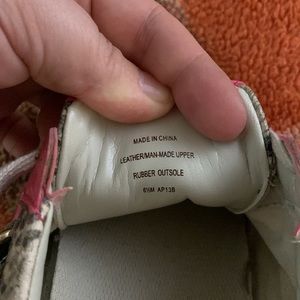 MADE IN CHINA
LEATHER/MAN-MADE UPPER
RUBBER OUTSOLE
6½M AP13B